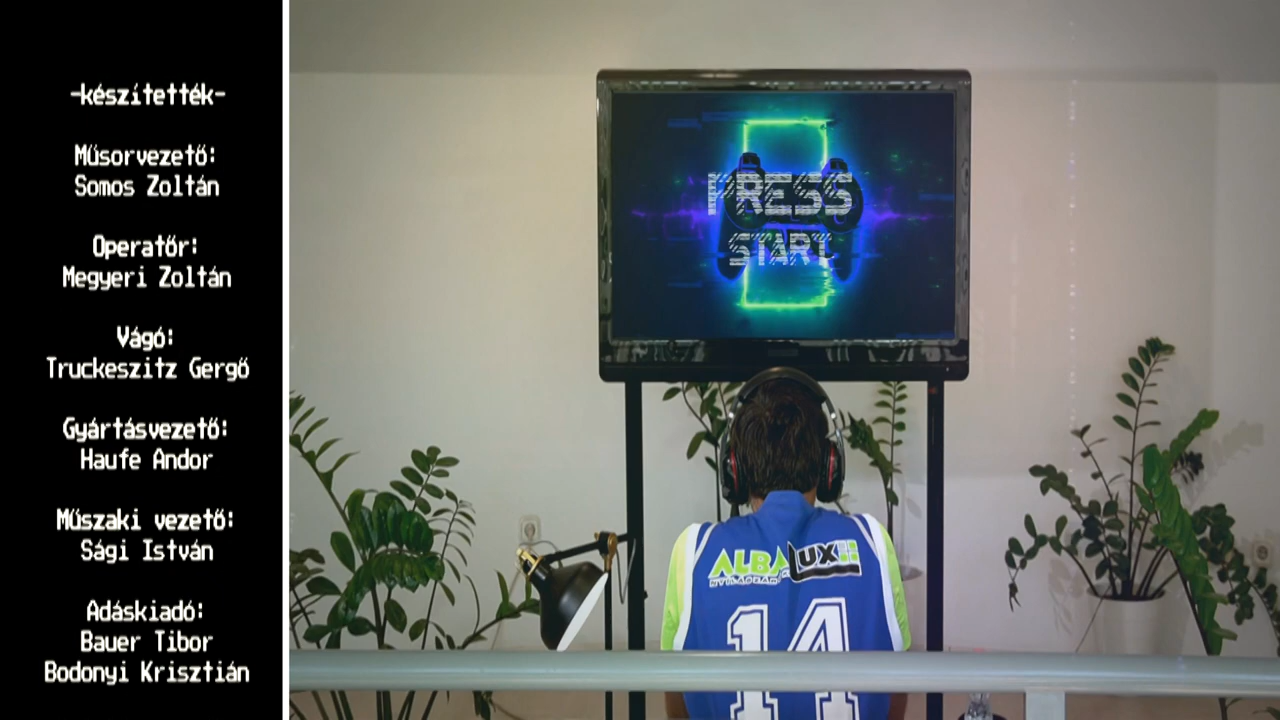 -készítették-
Műsorvezető:
Somos Zoltán
Operatőr:
Megyeri Zoltán
Vágó:
Truckeszitz Gergő
Gyártásvezető:
Haufe Andor
Műszaki vezető:
Sági István
Adáskiadó:
Bauer Tibor
Bodonyi Krisztián
PRESS
START
ALBA LUX
NYÍLÁSZÁRÓ
14